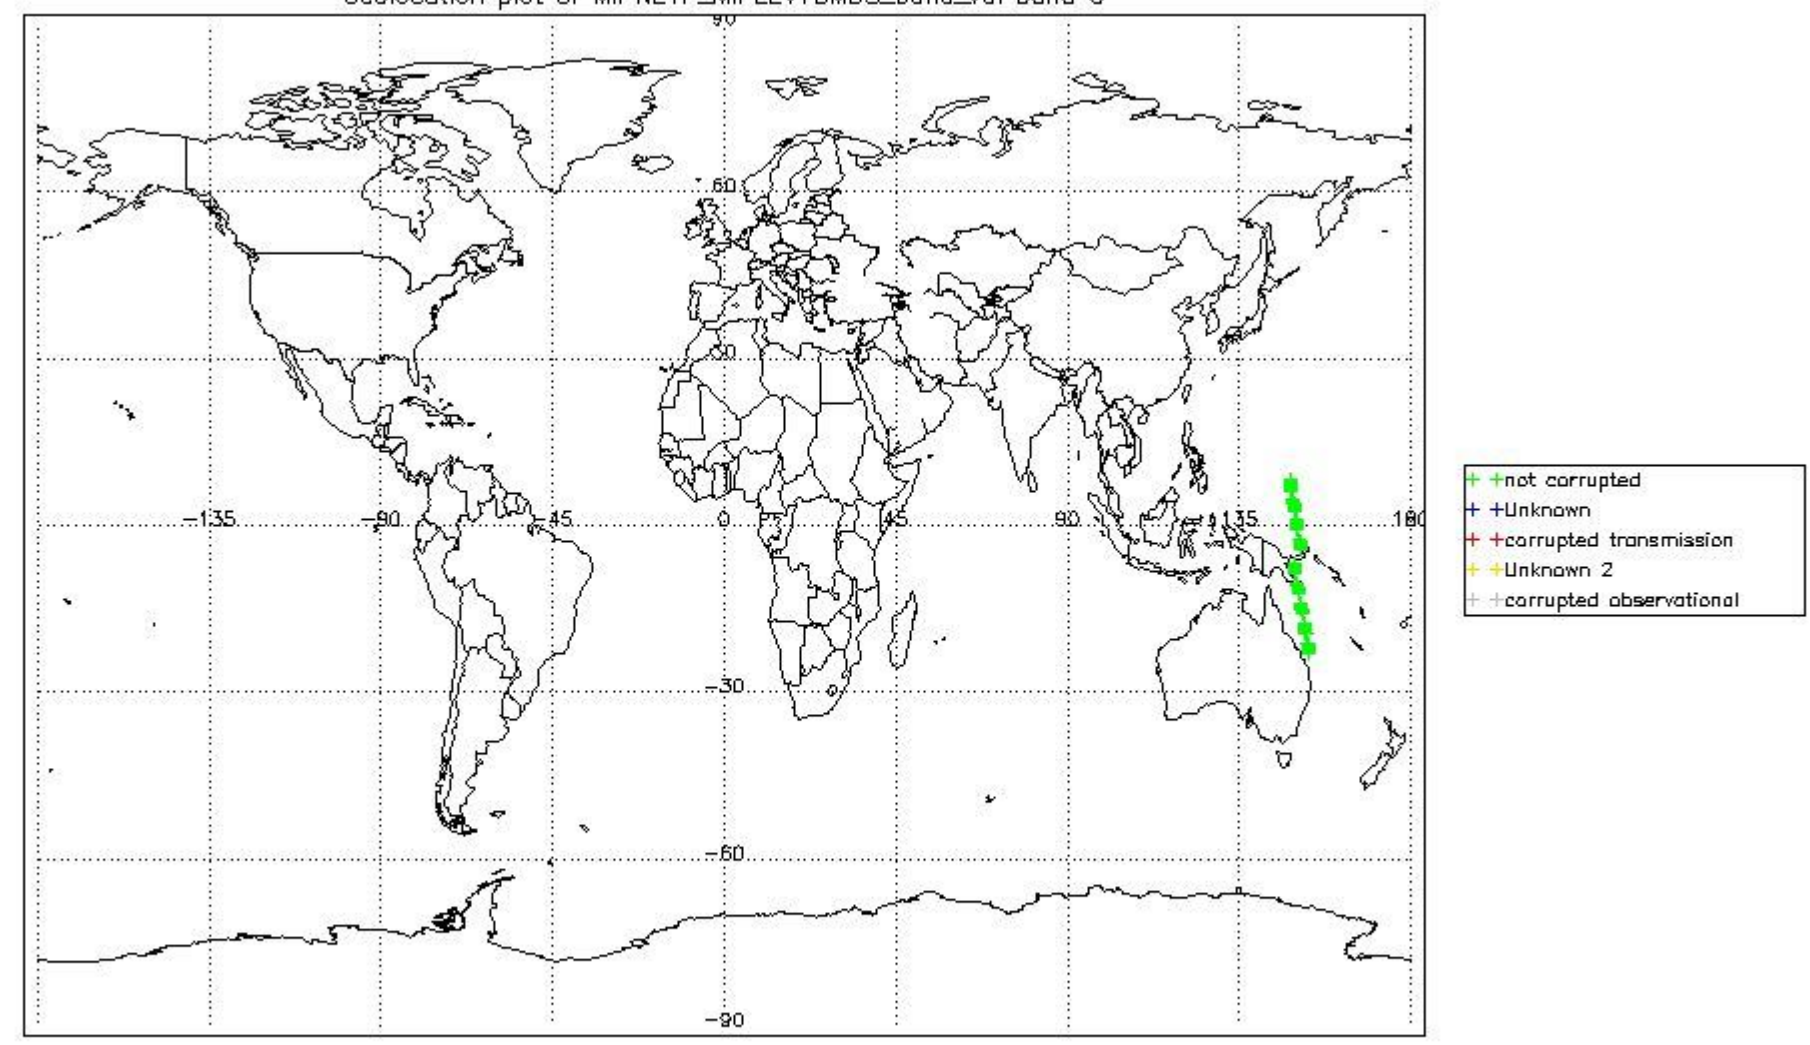 90
60
30
-135 -90 -45 0 45 90 135 180
-30
-60
-90
not corrupted
Unknown
corrupted transmission
Unknown 2
corrupted observational